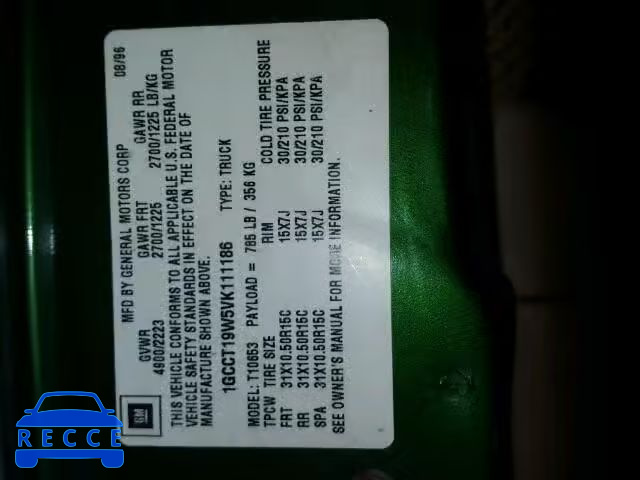 MFD BY GENERAL MOTORS CORP 08/96
GVWR GAWR FRT GAWR RR
4900/2223 2700/1225 2700/1225 LB/KG
THIS VEHICLE CONFORMS TO ALL APPLICABLE U.S. FEDERAL MOTOR
VEHICLE SAFETY STANDARDS IN EFFECT ON THE DATE OF
MANUFACTURE SHOWN ABOVE.
1GCCT19W5VK111186 TYPE: TRUCK
MODEL: T10653 PAYLOAD = 785 LB / 356 KG
TPCW TIRE SIZE RIM COLD TIRE PRESSURE
FRT 31X10.50R15C 15X7J 30/210 PSI/KPA
RR 31X10.50R15C 15X7J 30/210 PSI/KPA
SPA 31X10.50R15C 15X7J 30/210 PSI/KPA
SEE OWNER'S MANUAL FOR MORE INFORMATION.
GM
RECCE